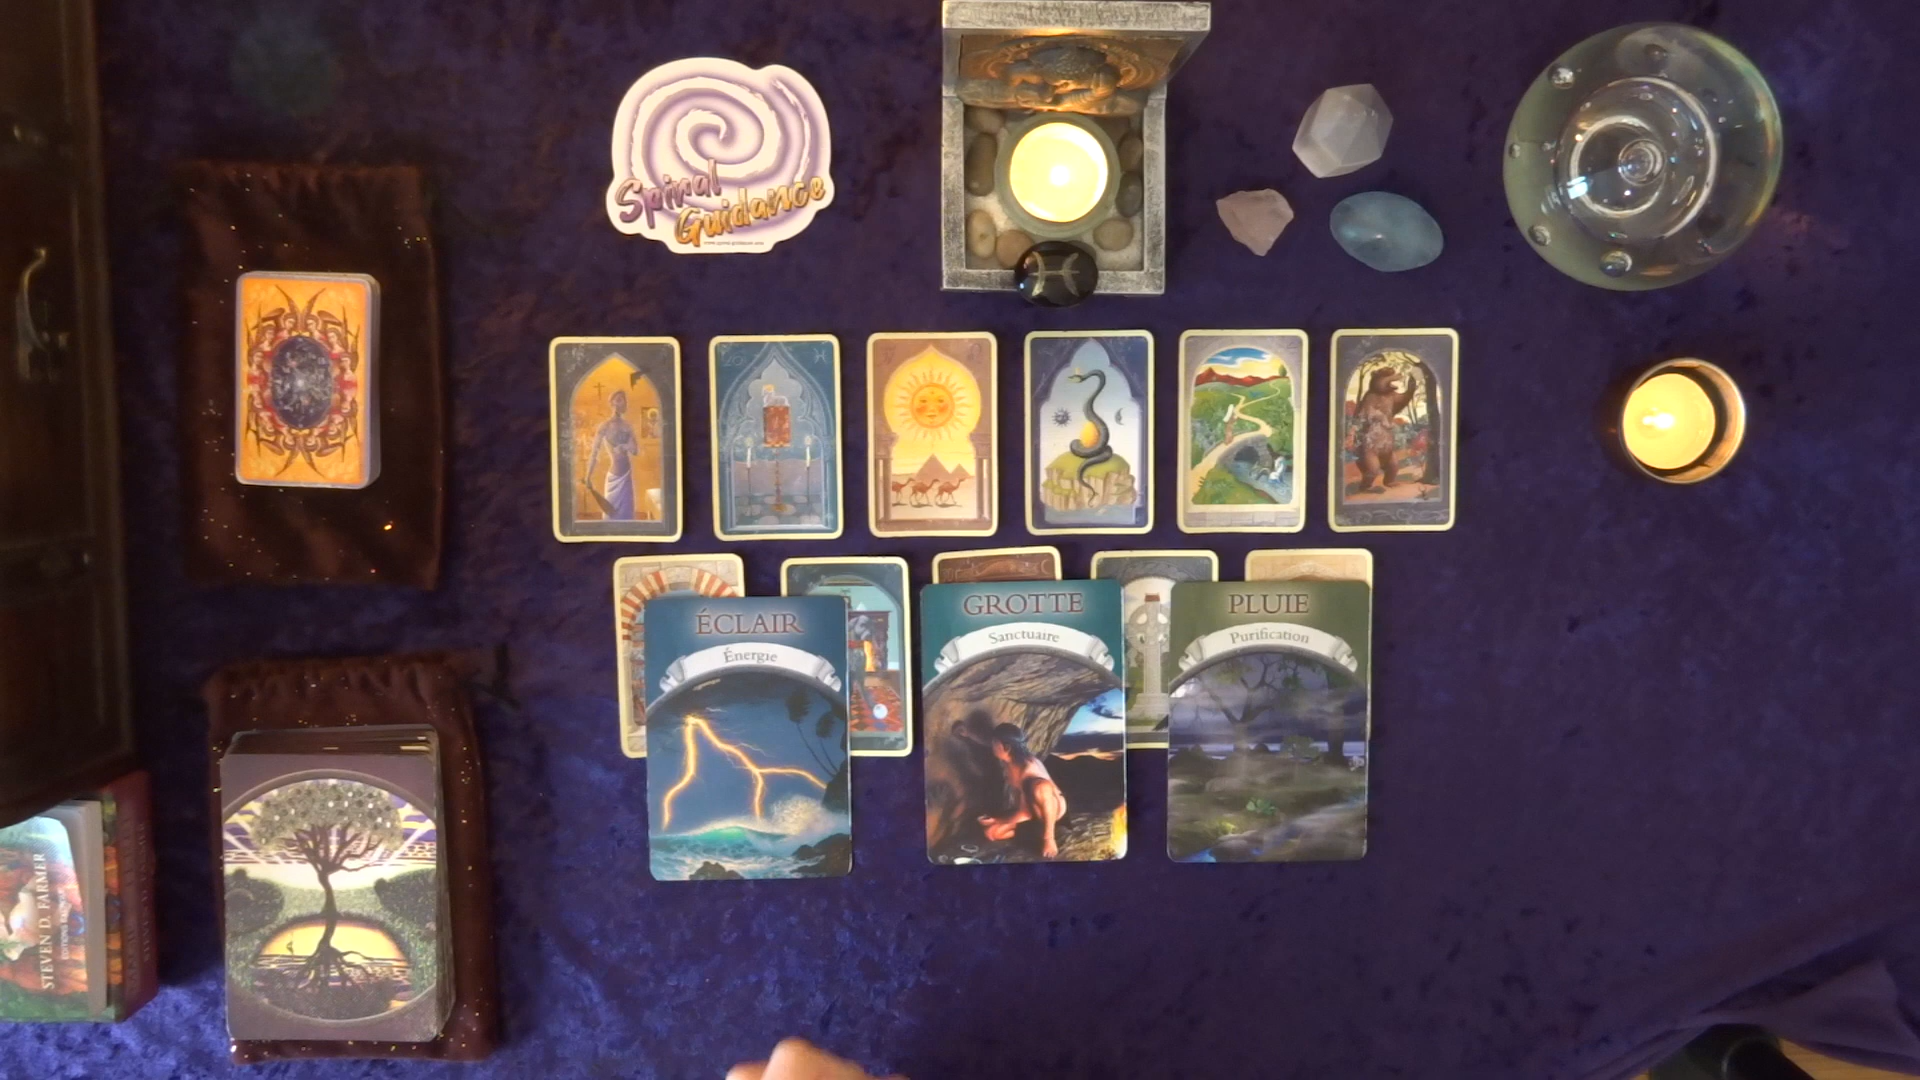 Spiral
Guidance
ÉCLAIR
Énergie
GROTTE
Sanctuaire
PLUIE
Purification
STEVEN D. FARMER